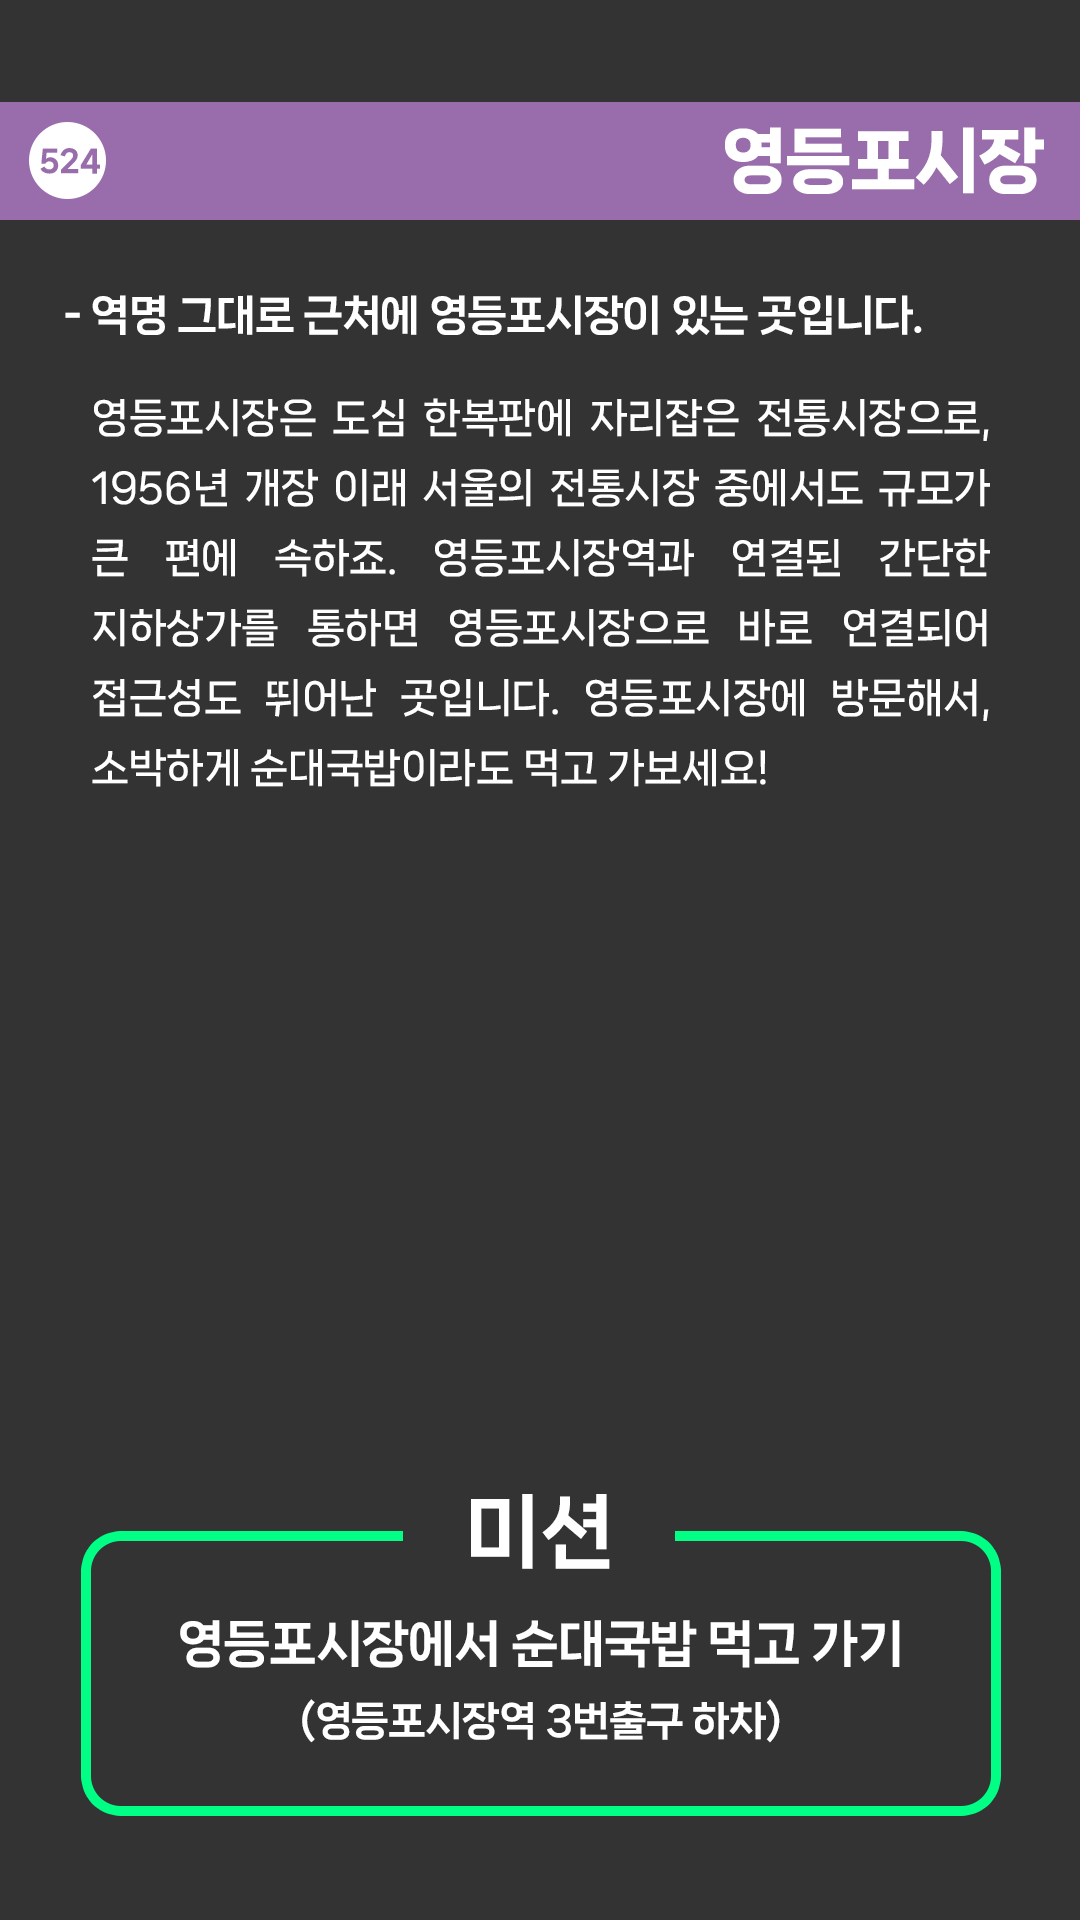 524
영등포시장
- 역명 그대로 근처에 영등포시장이 있는 곳입니다.
영등포시장은 도심 한복판에 자리잡은 전통시장으로,
1956년 개장 이래 서울의 전통시장 중에서도 규모가
큰 편에 속하죠. 영등포시장역과 연결된 간단한
지하상가를 통하면 영등포시장으로 바로 연결되어
접근성도 뛰어난 곳입니다. 영등포시장에 방문해서,
소박하게 순대국밥이라도 먹고 가보세요!
미션
영등포시장에서 순대국밥 먹고 가기
(영등포시장역 3번출구 하차)